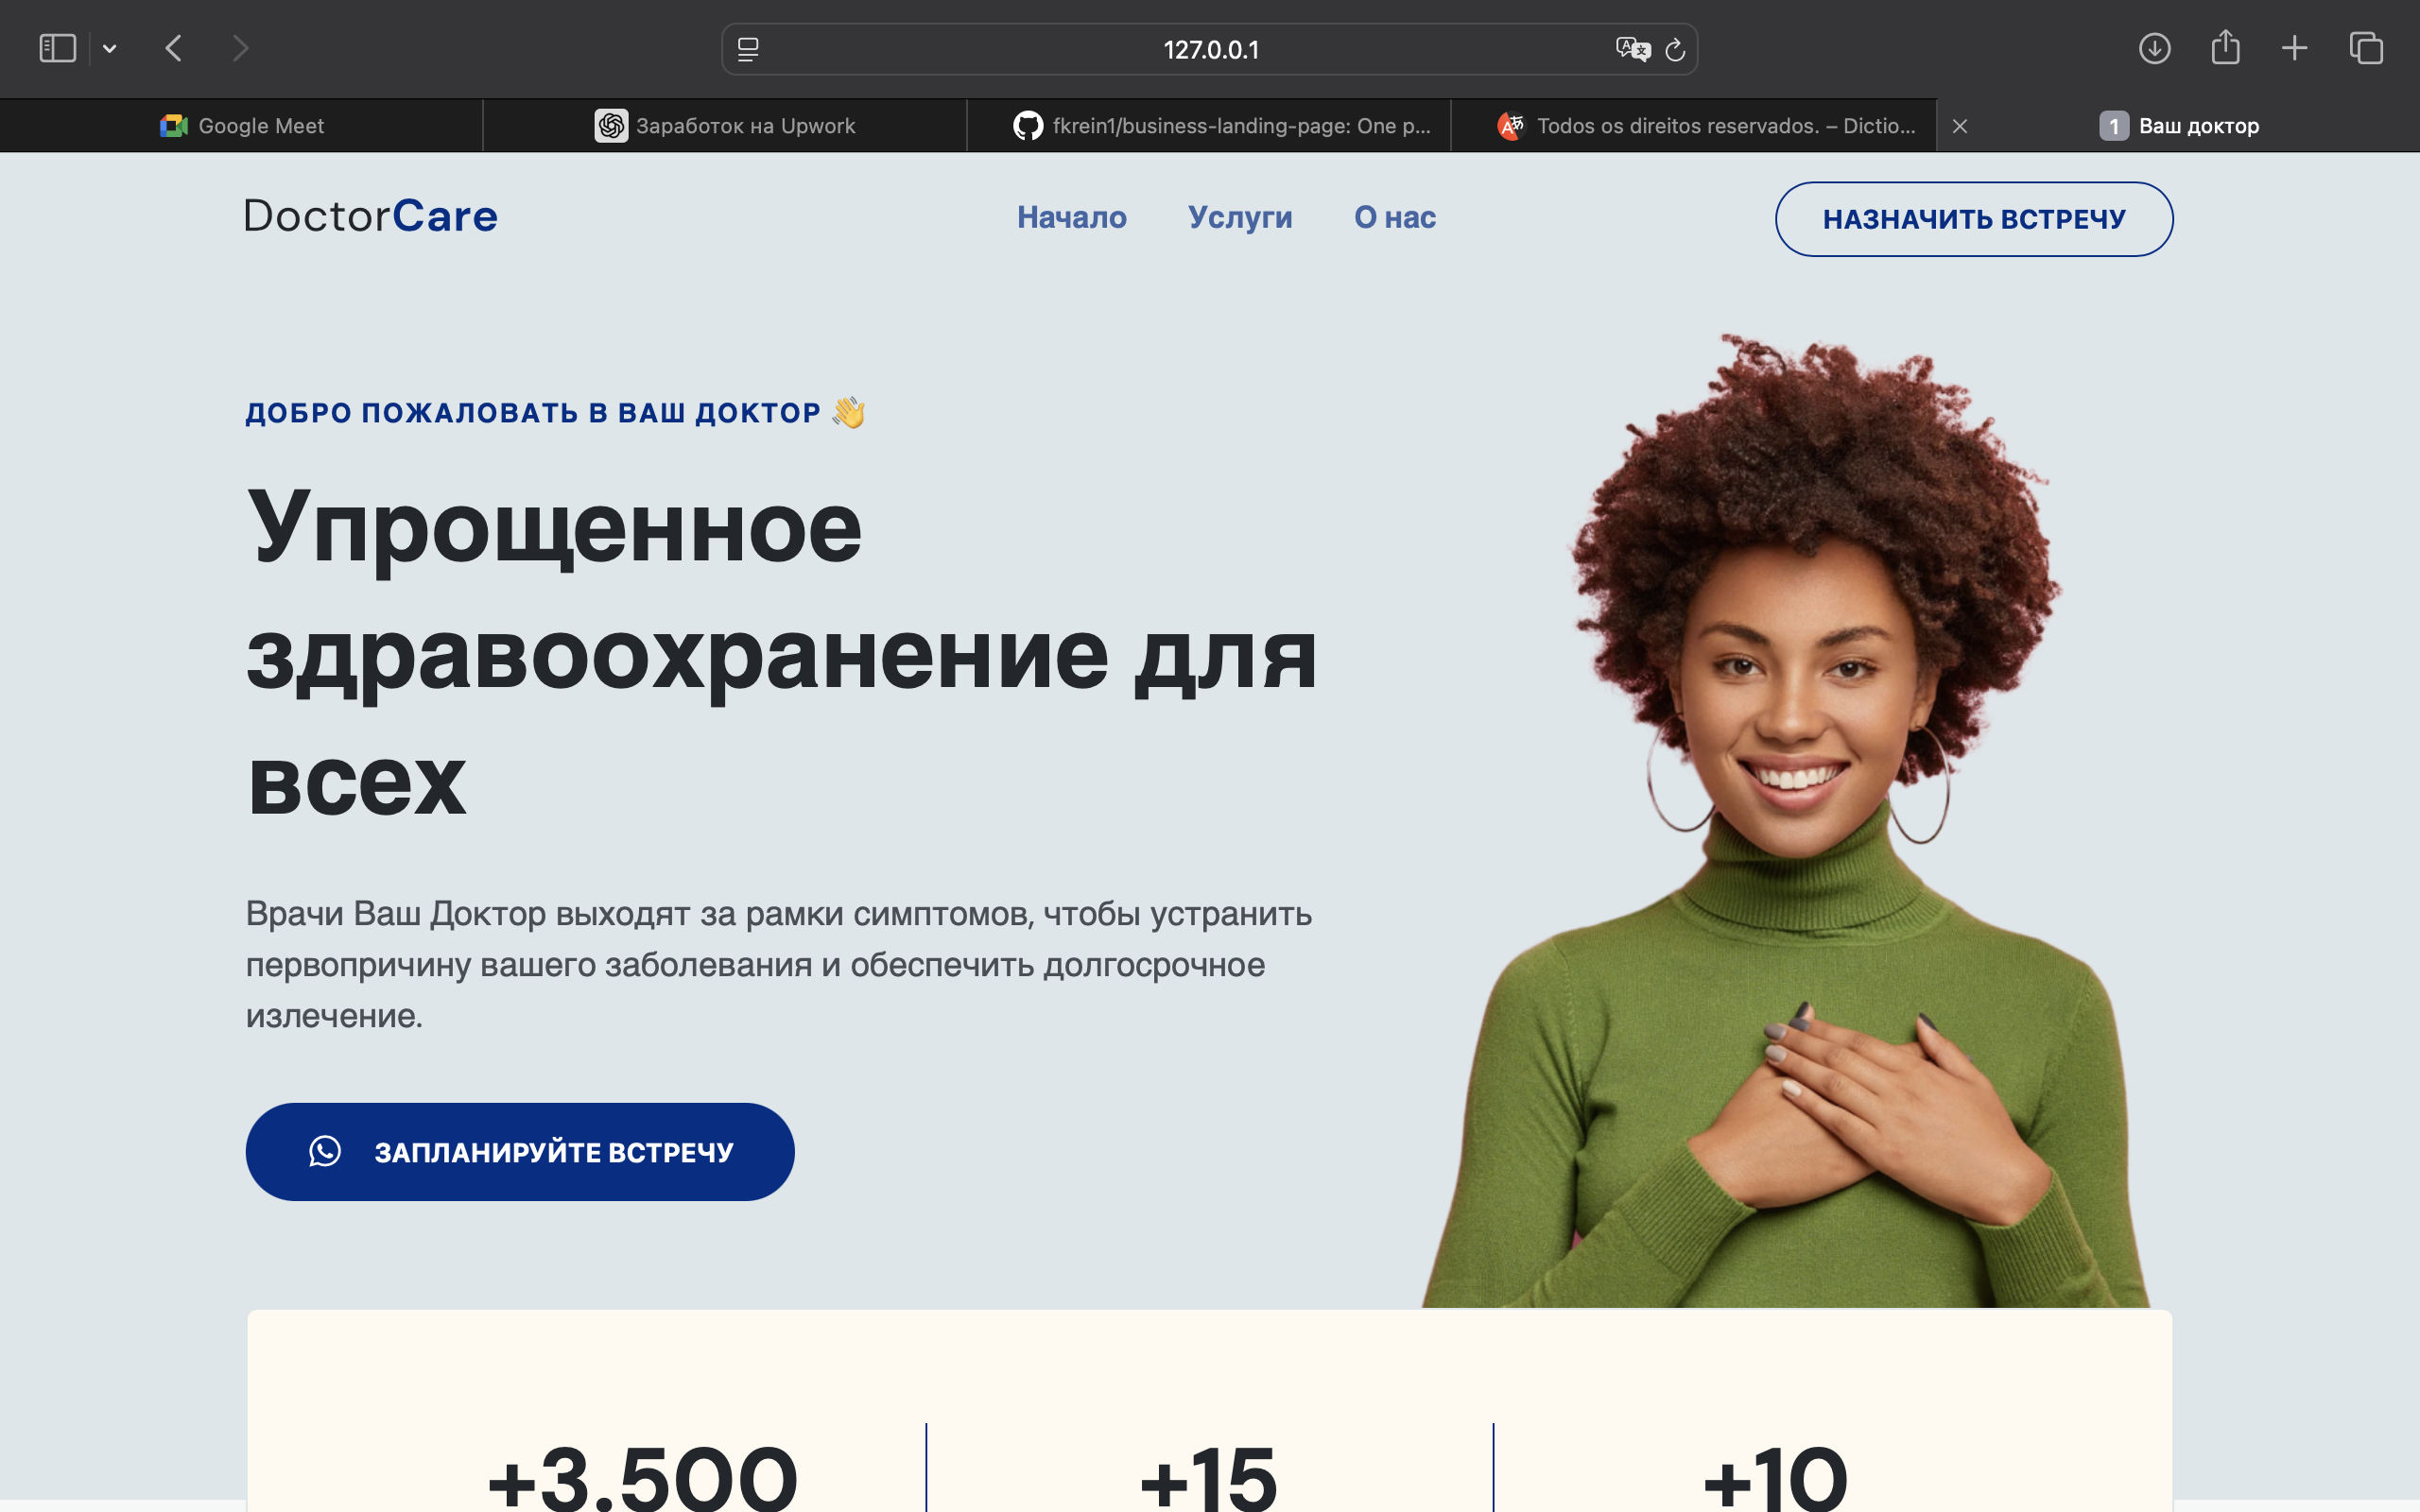 127.0.0.1
Google Meet
Заработок на Upwork
fkrein1/business-landing-page: One p...
Todos os direitos reservados. – Dictio...
1 Ваш доктор
DoctorCare
Начало
Услуги
О нас
НАЗНАЧИТЬ ВСТРЕЧУ
ДОБРО ПОЖАЛОВАТЬ В ВАШ ДОКТОР 👋
Упрощенное
здравоохранение для
всех
Врачи Ваш Доктор выходят за рамки симптомов, чтобы устранить
первопричину вашего заболевания и обеспечить долгосрочное
излечение.
ЗАПЛАНИРУЙТЕ ВСТРЕЧУ
+3.500
+15
+10